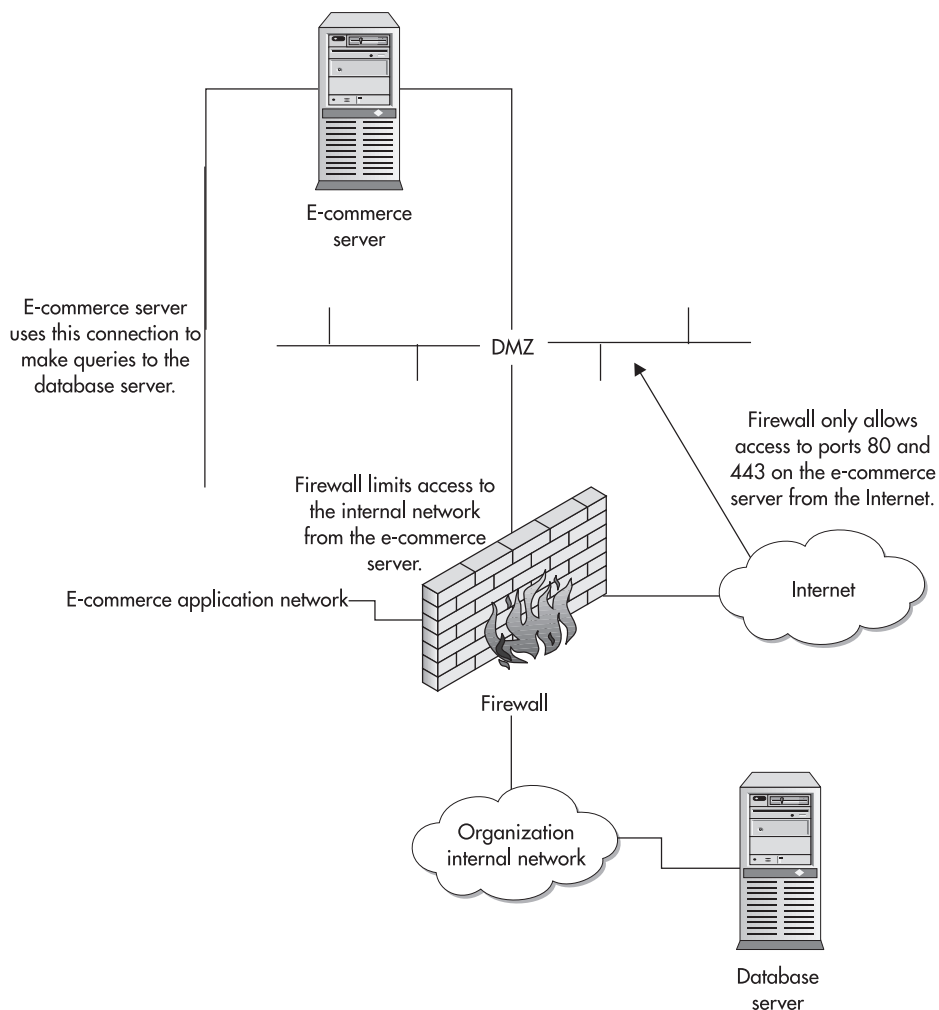 E-commerce
server
E-commerce server
uses this connection to
make queries to the
database server.
DMZ
Firewall only allows
access to ports 80 and
443 on the e-commerce
server from the Internet.
Firewall limits access to
the internal network
from the e-commerce
server.
E-commerce application network
Internet
Firewall
Organization
internal network
Database
server